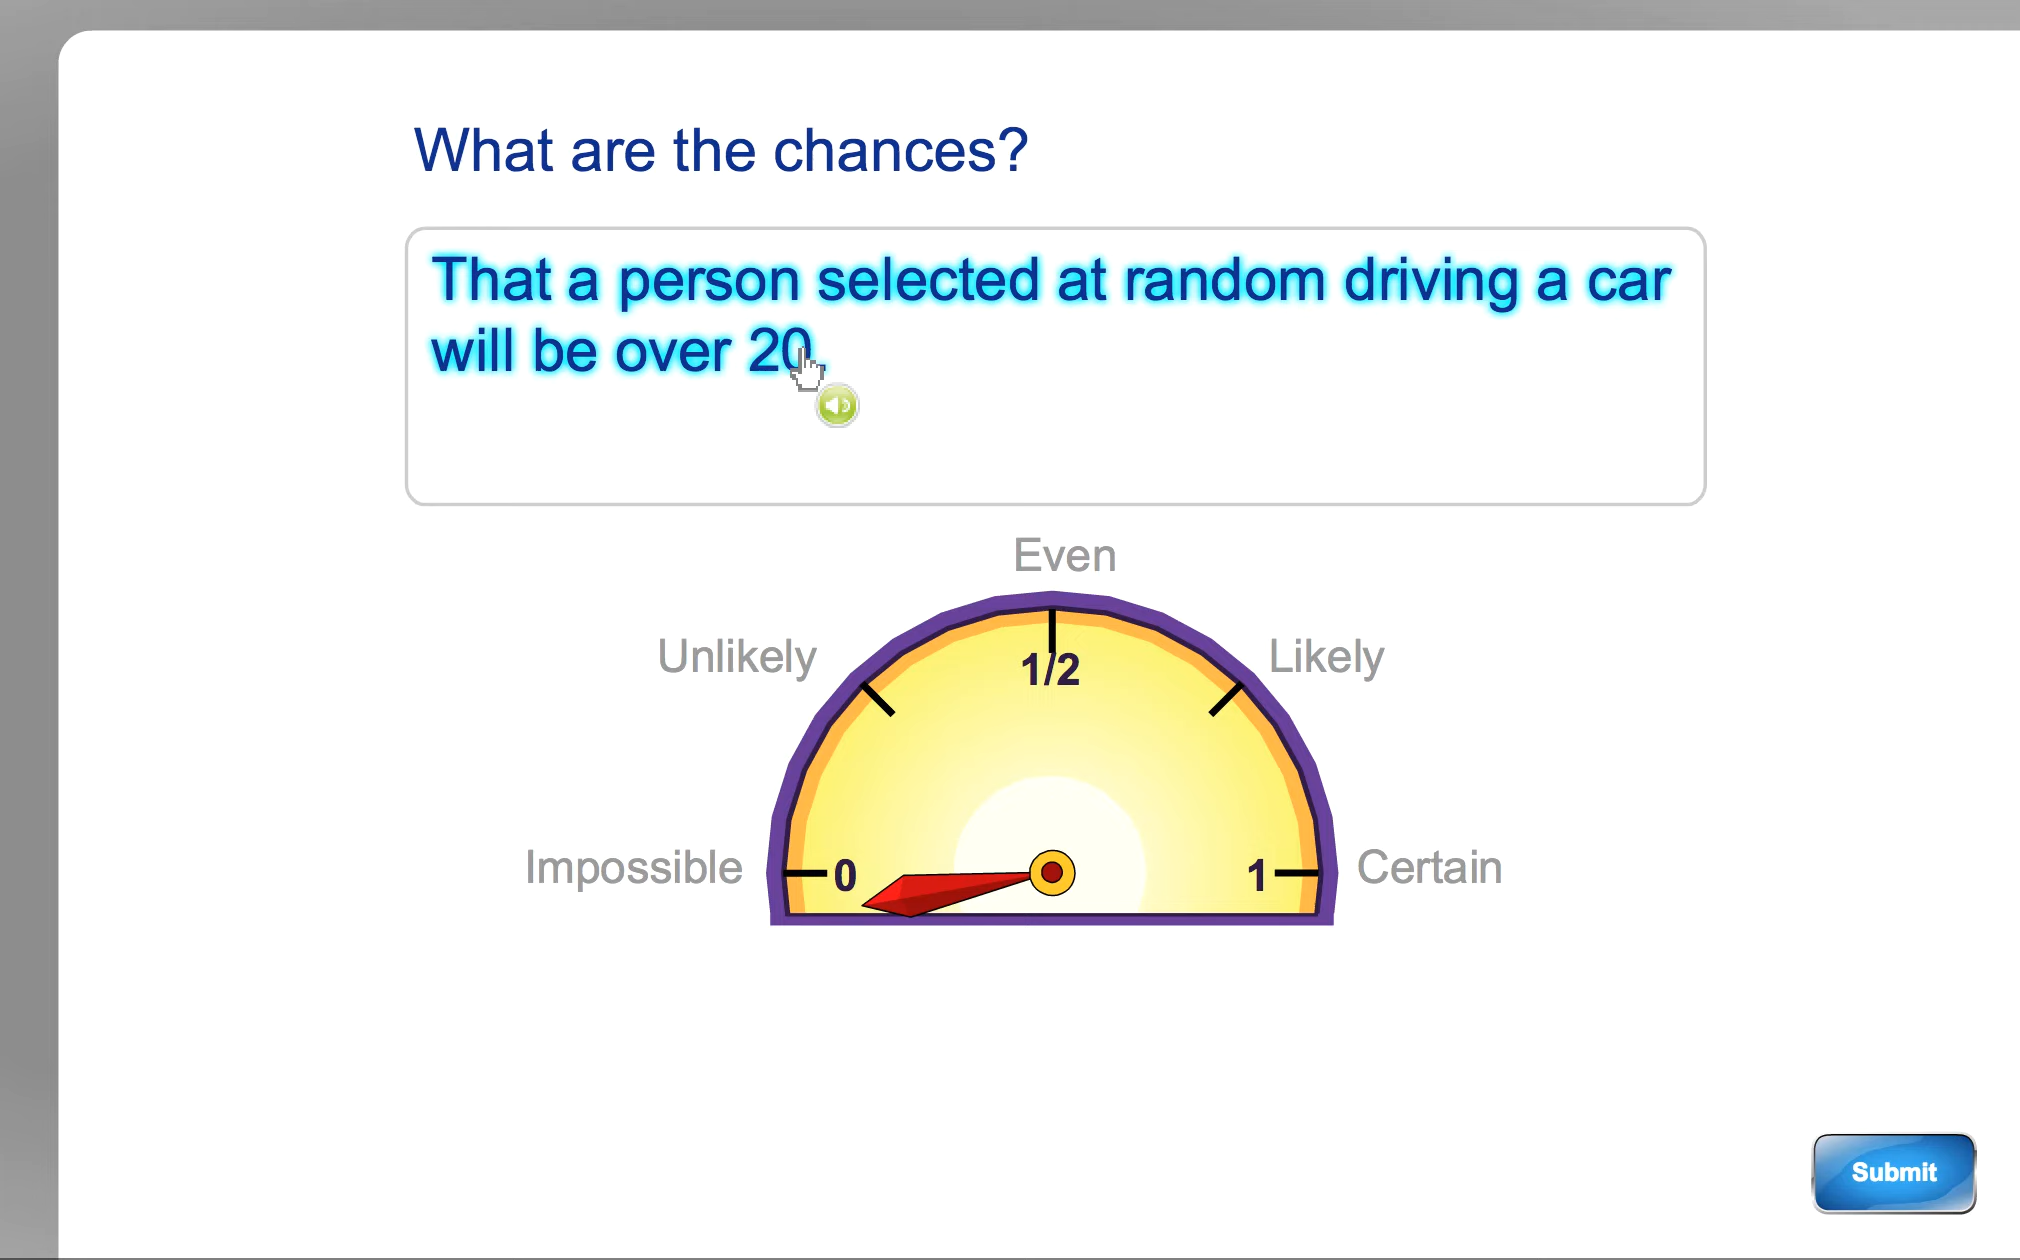 What are the chances?
That a person selected at random driving a car
will be over 20.
Even
Unlikely
Likely
1/2
Impossible
0
1
Certain
Submit